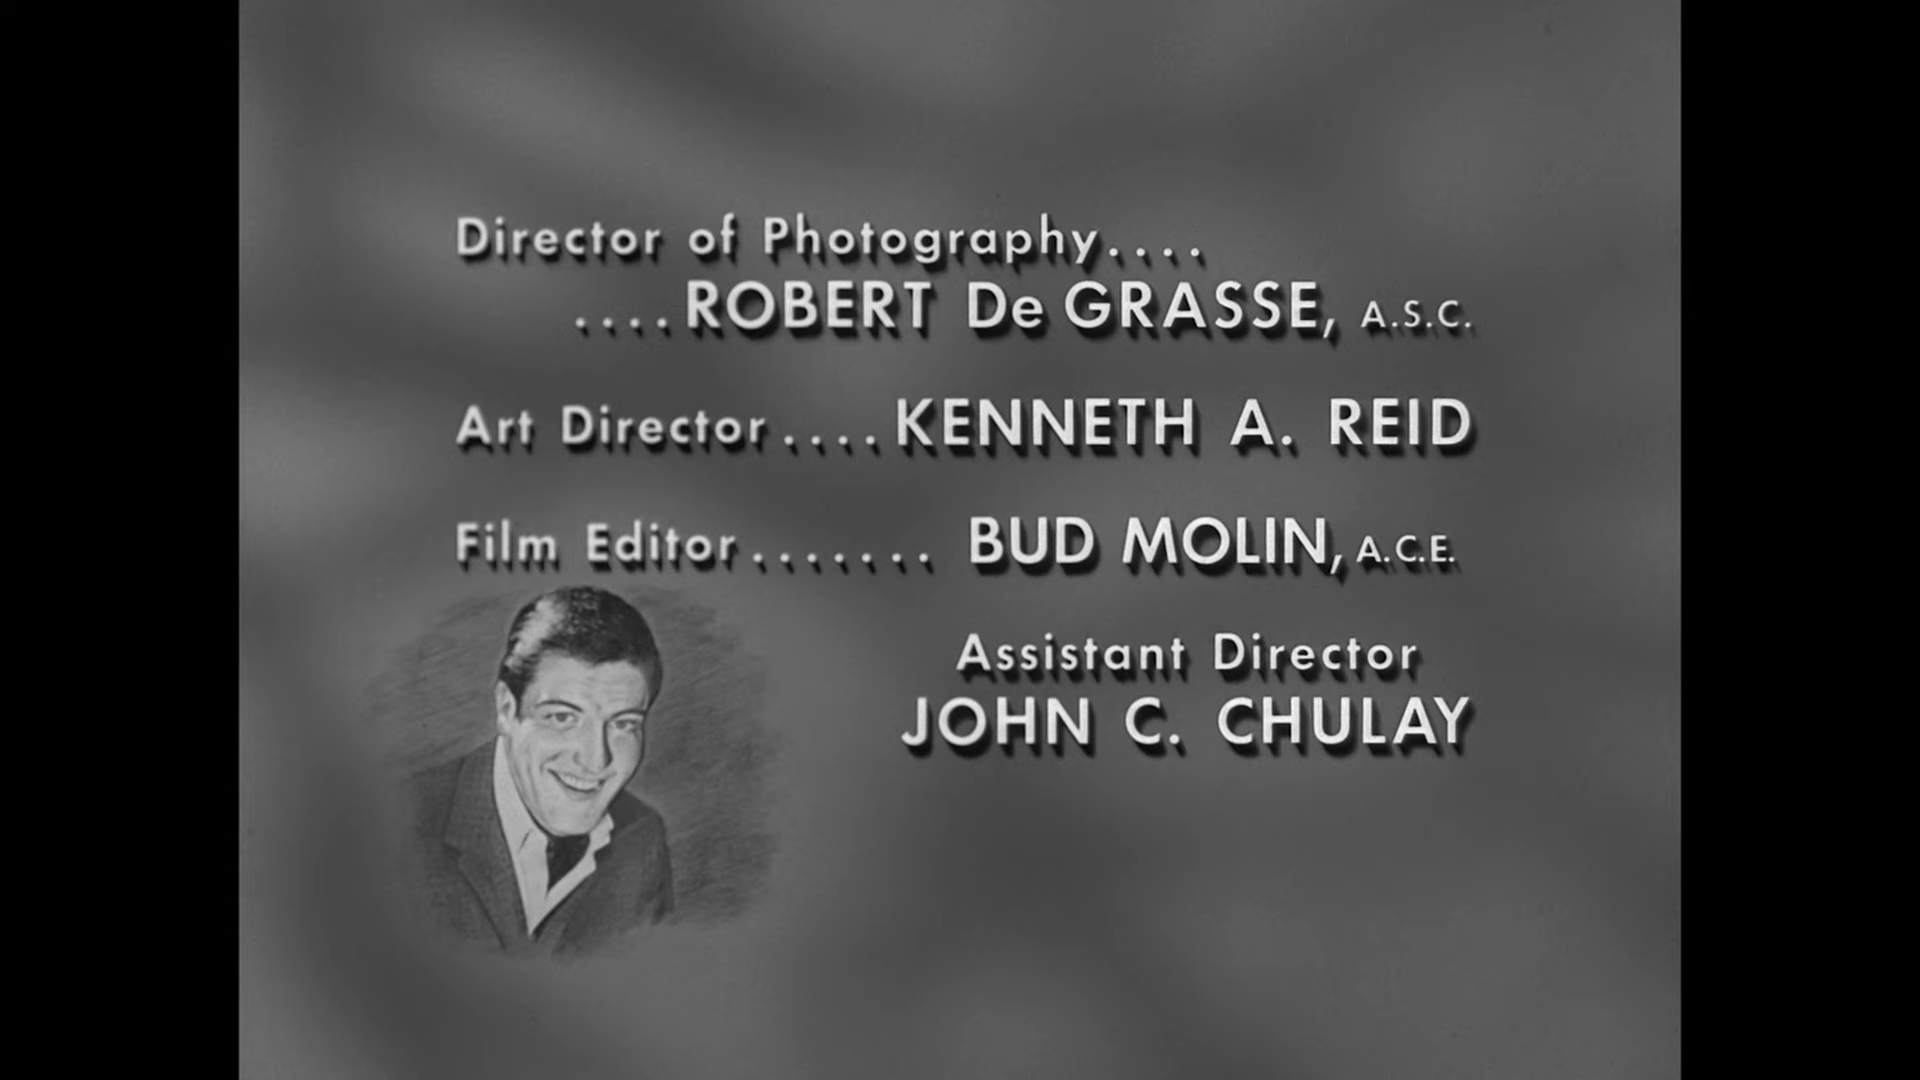 Director of Photography....
....ROBERT De GRASSE, A.S.C.
Art Director....KENNETH A. REID
Film Editor....... BUD MOLIN, A.C.E.
Assistant Director
JOHN C. CHULAY